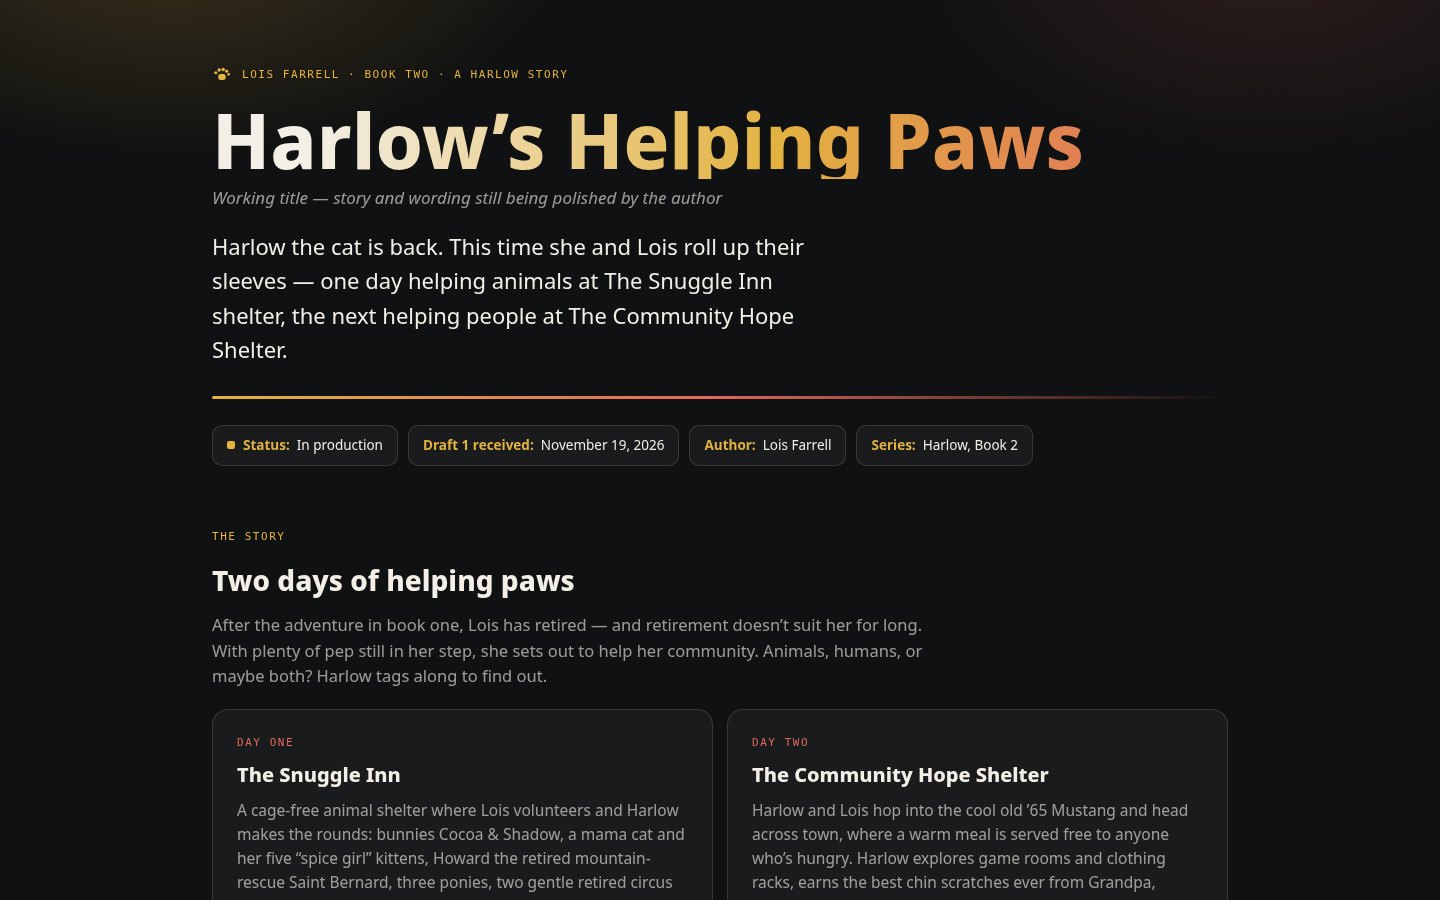 LOIS FARRELL · BOOK TWO · A HARLOW STORY
Harlow’s Helping Paws
Working title — story and wording still being polished by the author
Harlow the cat is back. This time she and Lois roll up their
sleeves — one day helping animals at The Snuggle Inn
shelter, the next helping people at The Community Hope
Shelter.
Status: In production
Draft 1 received: November 19, 2026
Author: Lois Farrell
Series: Harlow, Book 2
THE STORY
Two days of helping paws
After the adventure in book one, Lois has retired — and retirement doesn’t suit her for long.
With plenty of pep still in her step, she sets out to help her community. Animals, humans, or
maybe both? Harlow tags along to find out.
DAY ONE
The Snuggle Inn
A cage-free animal shelter where Lois volunteers and Harlow
makes the rounds: bunnies Cocoa & Shadow, a mama cat and
her five “spice girl” kittens, Howard the retired mountain-
rescue Saint Bernard, three ponies, two gentle retired circus
DAY TWO
The Community Hope Shelter
Harlow and Lois hop into the cool old ’65 Mustang and head
across town, where a warm meal is served free to anyone
who’s hungry. Harlow explores game rooms and clothing
racks, earns the best chin scratches ever from Grandpa,